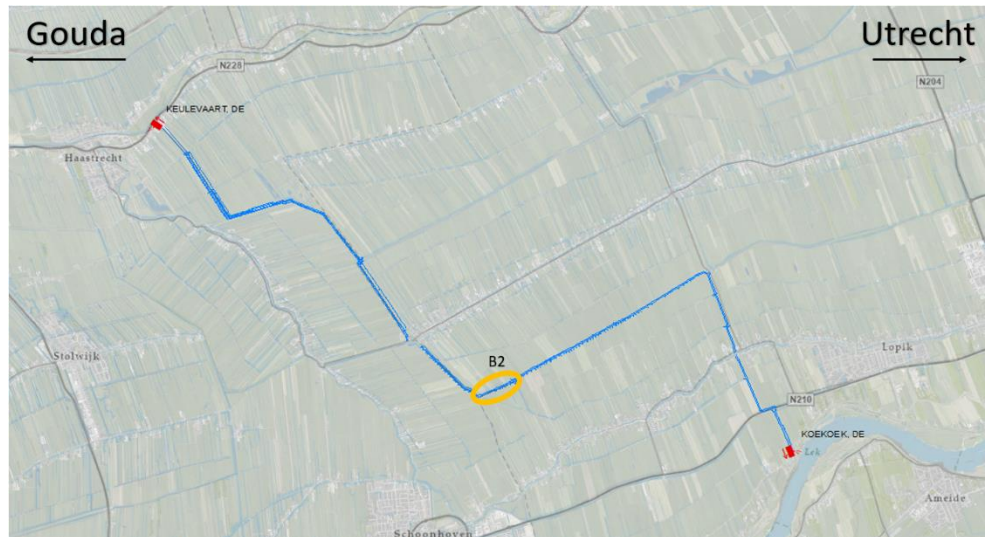 Gouda
Utrecht
N228
N204
KEULEVAART, DE
Haastrecht
Stolwijk
B2
Lopik
N210
KOEKOEK, DE
Lek
Ameide
Schoonhoven